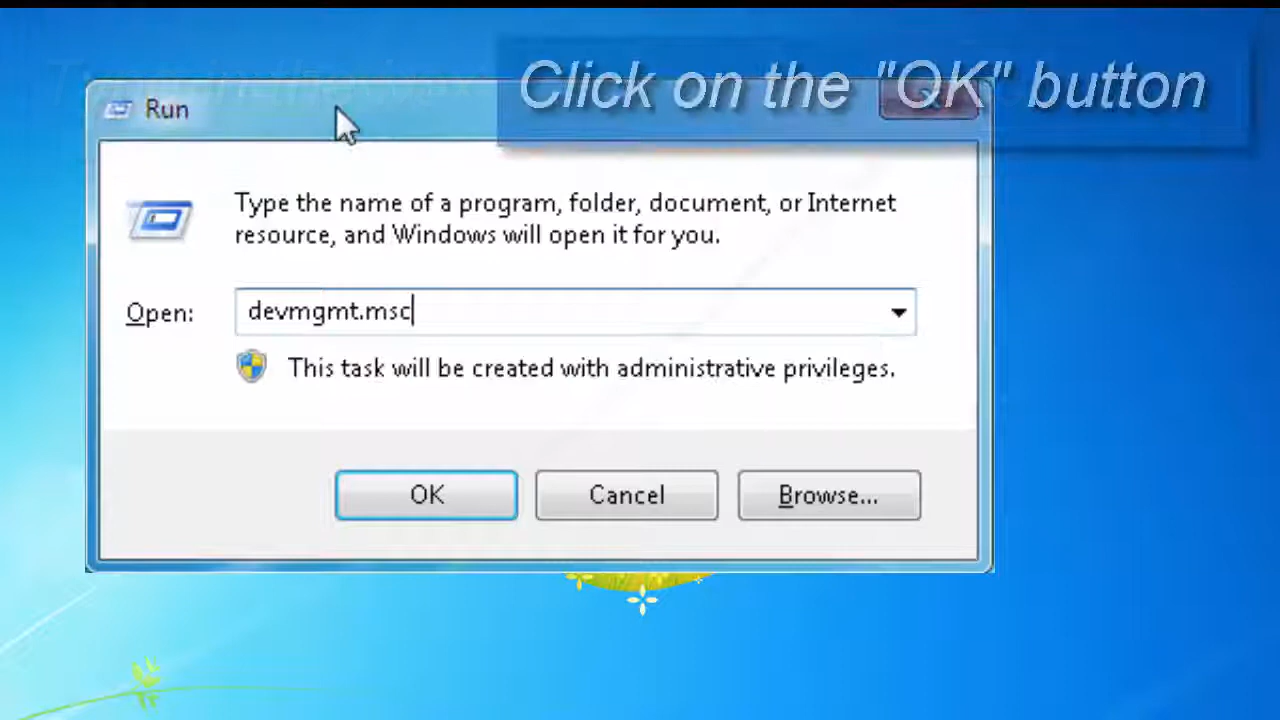 Click on the "OK" button
Run
Type the name of a program, folder, document, or Internet
resource, and Windows will open it for you.
Open:
devmgmt.msc
This task will be created with administrative privileges.
OK
Cancel
Browse...